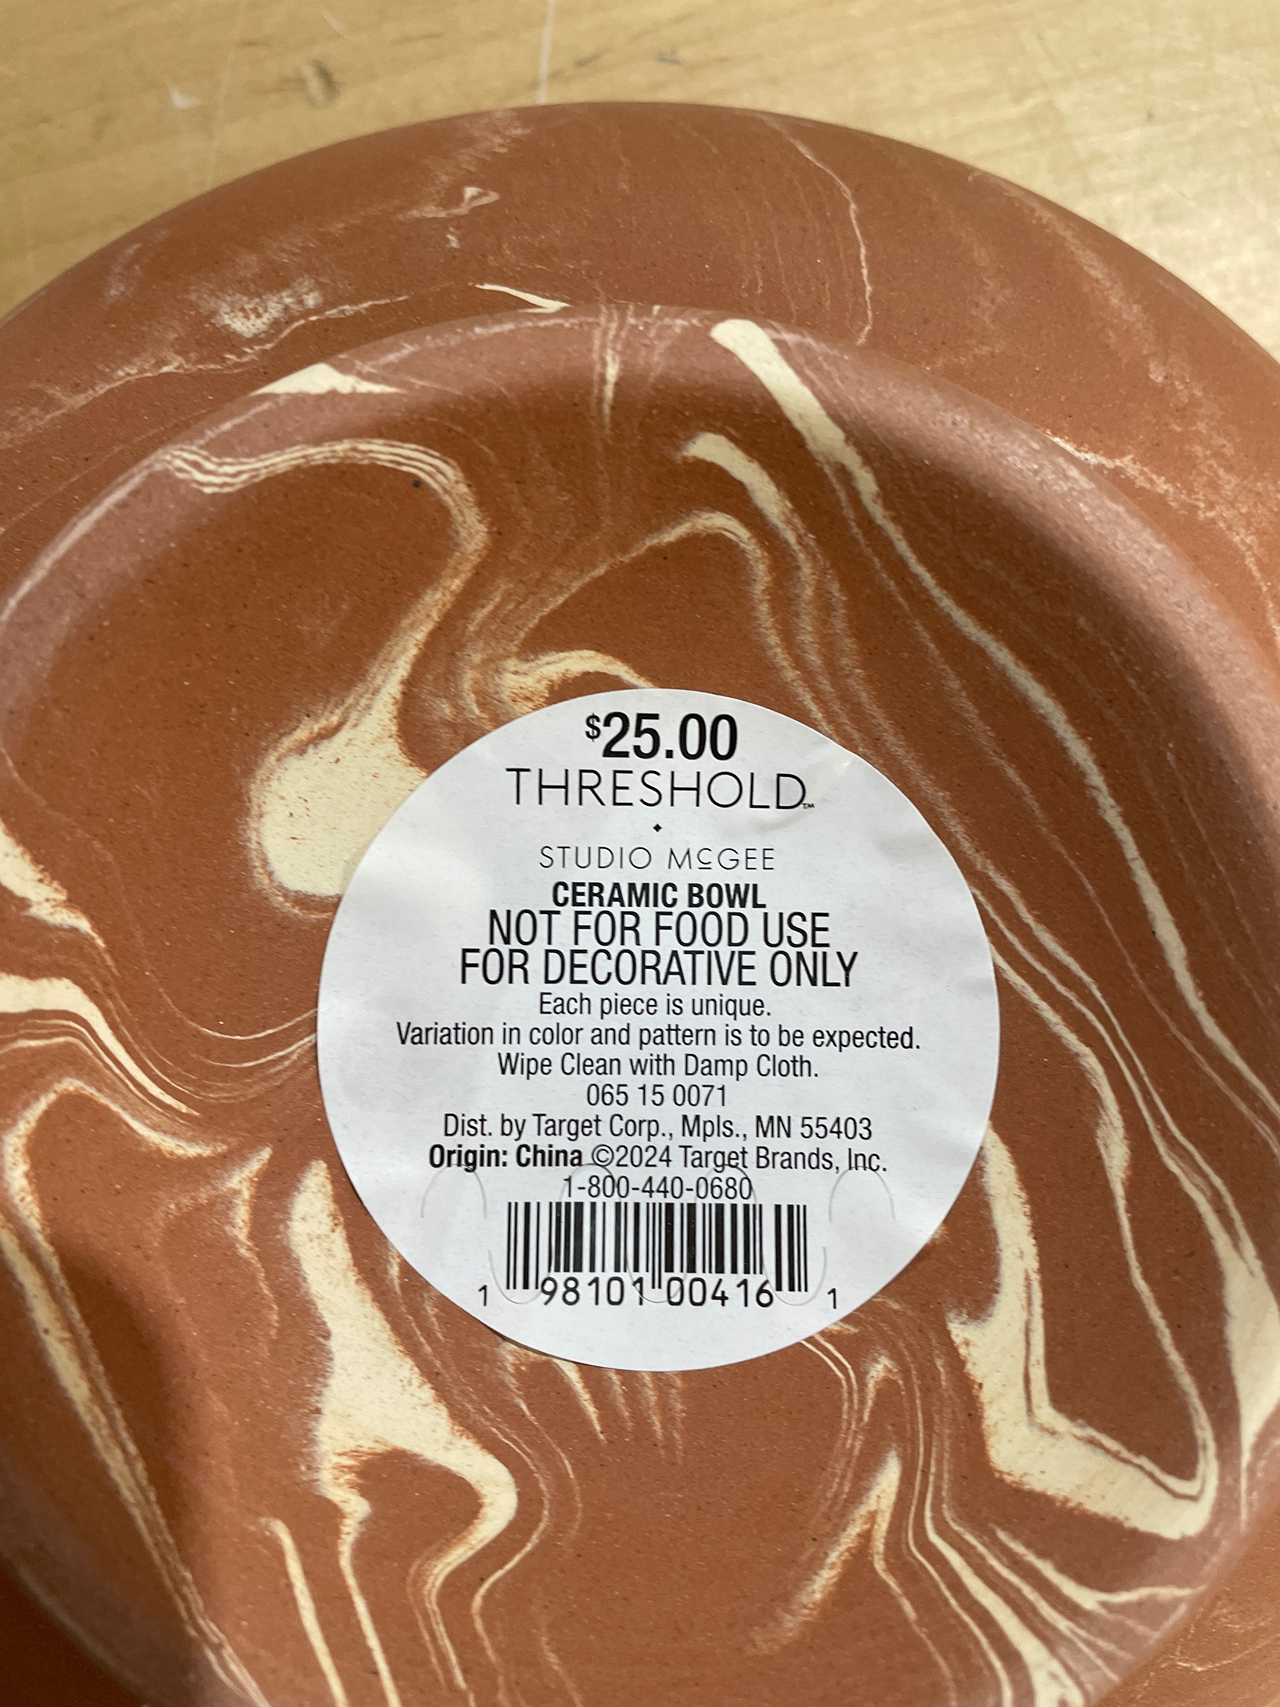 $25.00
THRESHOLD™
STUDIO McGEE
CERAMIC BOWL
NOT FOR FOOD USE
FOR DECORATIVE ONLY
Each piece is unique.
Variation in color and pattern is to be expected.
Wipe Clean with Damp Cloth.
065 15 0071
Dist. by Target Corp., Mpls., MN 55403
Origin: China ©2024 Target Brands, Inc.
1-800-440-0680
1 98101 00416 1